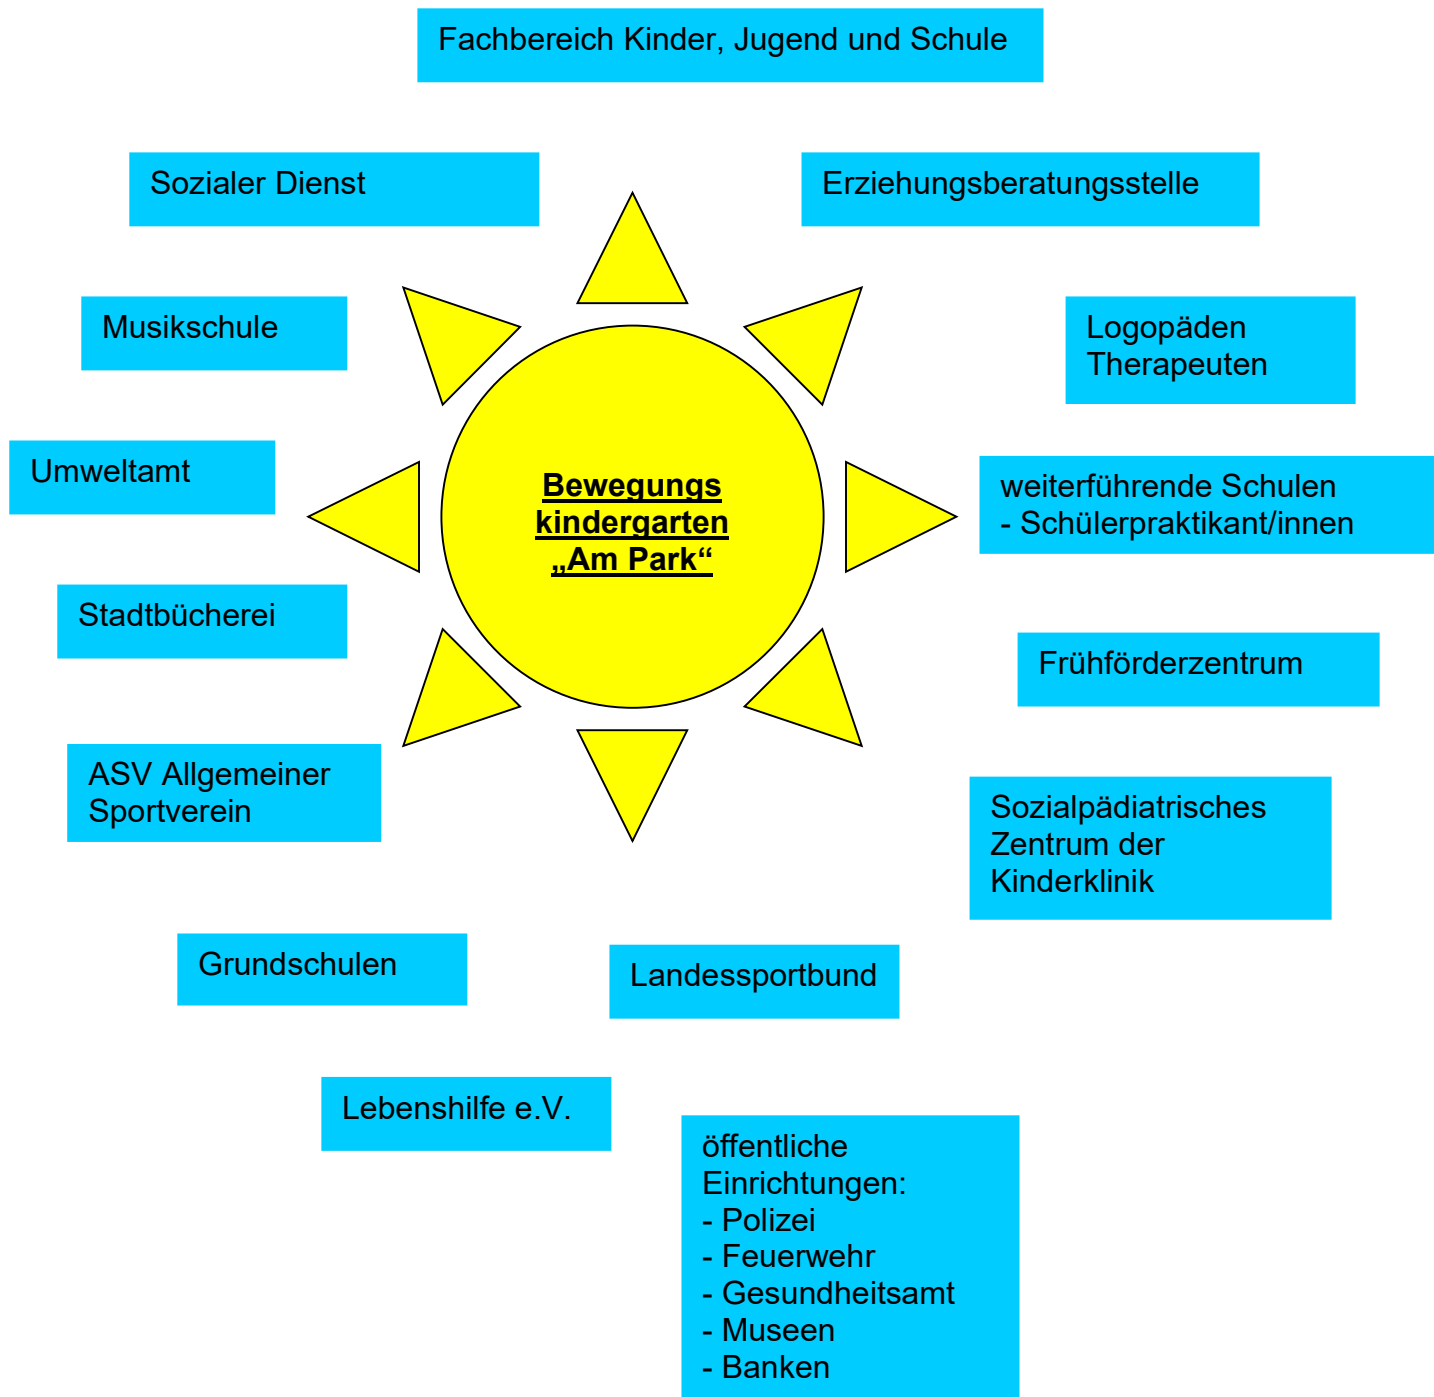 Fachbereich Kinder, Jugend und Schule
Sozialer Dienst
Erziehungsberatungsstelle
Musikschule
Logopäden
Therapeuten
Umweltamt
weiterführende Schulen
- Schülerpraktikant/innen
Bewegungs
kindergarten
„Am Park“
Stadtbücherei
Frühförderzentrum
ASV Allgemeiner
Sportverein
Sozialpädiatrisches
Zentrum der
Kinderklinik
Grundschulen
Landessportbund
Lebenshilfe e.V.
öffentliche
Einrichtungen:
- Polizei
- Feuerwehr
- Gesundheitsamt
- Museen
- Banken